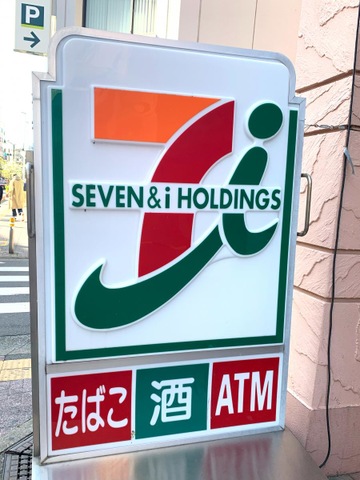 P
SEVEN & i HOLDINGS
たばこ 酒 ATM